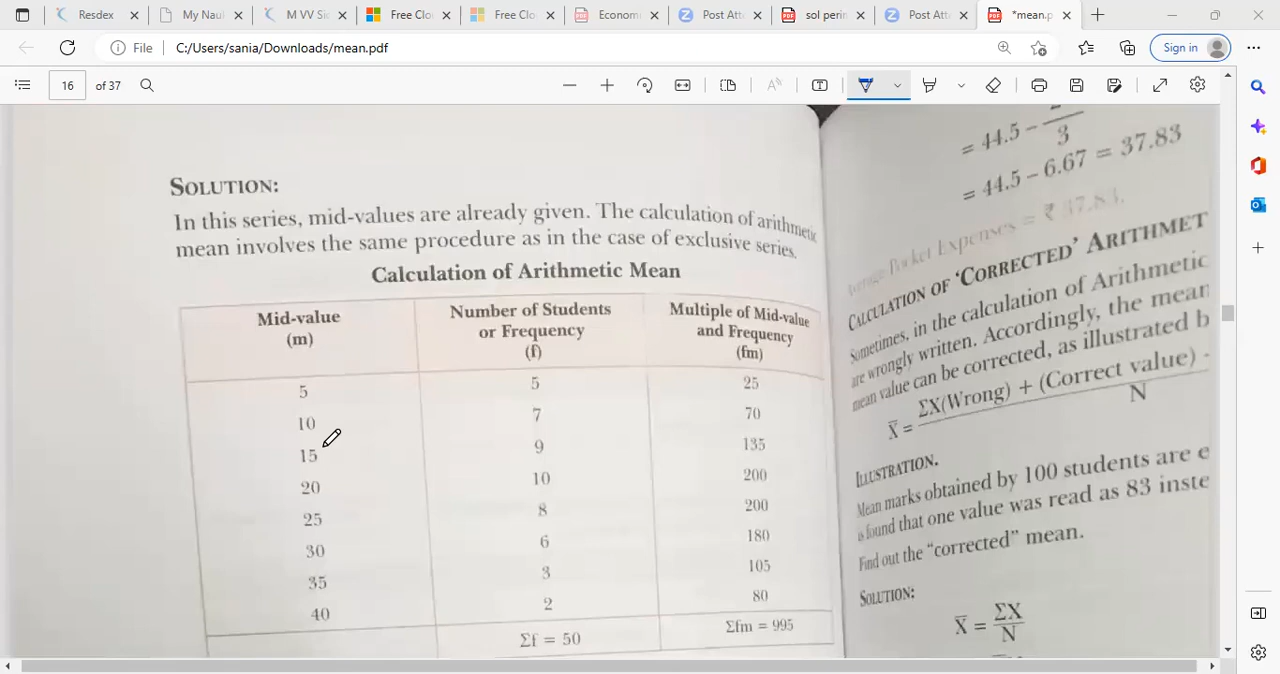 Resdex
My Nau
M VV Si
Free Clo
Free Clo
Econom
Post Att
sol perin
Post Att
*mean.p
File C:/Users/sania/Downloads/mean.pdf
Sign in
16 of 37
SOLUTION:
In this series, mid-values are already given. The calculation of arithmetic
mean involves the same procedure as in the case of exclusive series.
Calculation of Arithmetic Mean
Mid-value (m) Number of Students or Frequency (f) Multiple of Mid-value and Frequency (fm)
5 5 25
10 7 70
15 9 135
20 10 200
25 8 200
30 6 180
35 3 105
40 2 80
Σf = 50 Σfm = 995
= 44.5 − 3
= 44.5 − 6.67 = 37.83
Pocket Expenses = ₹ 37.83.
CALCULATION OF 'CORRECTED' ARITHMET
Sometimes, in the calculation of Arithmetic
are wrongly written. Accordingly, the mean
mean value can be corrected, as illustrated b
X̄ = ΣX(Wrong) + (Correct value) - / N
ILLUSTRATION.
Mean marks obtained by 100 students are e
is found that one value was read as 83 inste
Find out the "corrected" mean.
SOLUTION:
X̄ = ΣX / N